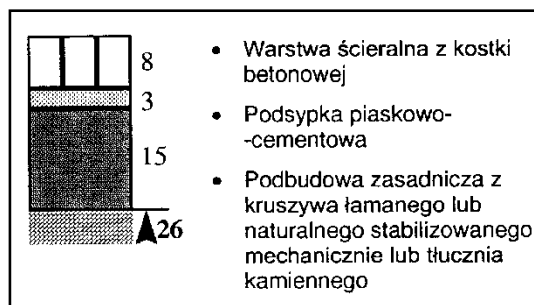 8
3
15
26
• Warstwa ścieralna z kostki
betonowej
• Podsypka piaskowo-
-cementowa
• Podbudowa zasadnicza z
kruszywa łamanego lub
naturalnego stabilizowanego
mechanicznie lub tłucznia
kamiennego